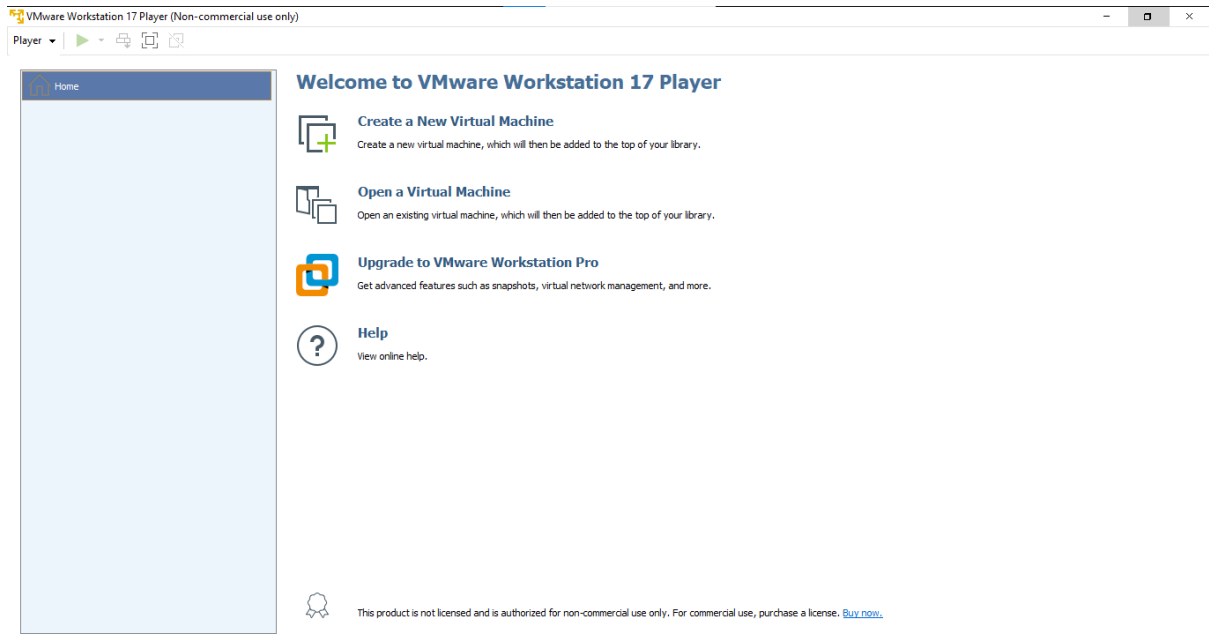 VMware Workstation 17 Player (Non-commercial use only)
Player
Home
Welcome to VMware Workstation 17 Player
Create a New Virtual Machine
Create a new virtual machine, which will then be added to the top of your library.
Open a Virtual Machine
Open an existing virtual machine, which will then be added to the top of your library.
Upgrade to VMware Workstation Pro
Get advanced features such as snapshots, virtual network management, and more.
?
Help
View online help.
This product is not licensed and is authorized for non-commercial use only. For commercial use, purchase a license. Buy now.